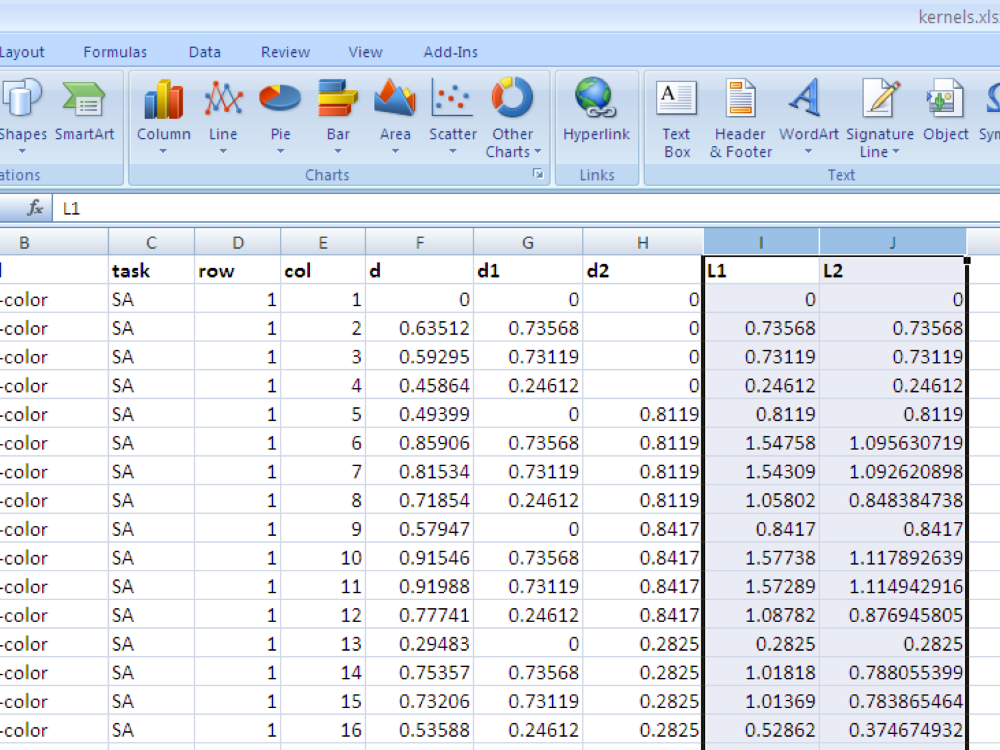 kernels.xls
Layout Formulas Data Review View Add-Ins
Shapes SmartArt Column Line Pie Bar Area Scatter Other Charts Hyperlink Text Box Header & Footer WordArt Signature Line Object Sym
ations Charts Links Text
fx L1
B C D E F G H I J
task row col d d1 d2 L1 L2
-color SA 1 1 0 0 0 0 0
-color SA 1 2 0.63512 0.73568 0 0.73568 0.73568
-color SA 1 3 0.59295 0.73119 0 0.73119 0.73119
-color SA 1 4 0.45864 0.24612 0 0.24612 0.24612
-color SA 1 5 0.49399 0 0.8119 0.8119 0.8119
-color SA 1 6 0.85906 0.73568 0.8119 1.54758 1.095630719
-color SA 1 7 0.81534 0.73119 0.8119 1.54309 1.092620898
-color SA 1 8 0.71854 0.24612 0.8119 1.05802 0.848384738
-color SA 1 9 0.57947 0 0.8417 0.8417 0.8417
-color SA 1 10 0.91546 0.73568 0.8417 1.57738 1.117892639
-color SA 1 11 0.91988 0.73119 0.8417 1.57289 1.114942916
-color SA 1 12 0.77741 0.24612 0.8417 1.08782 0.876945805
-color SA 1 13 0.29483 0 0.2825 0.2825 0.2825
-color SA 1 14 0.75357 0.73568 0.2825 1.01818 0.788055399
-color SA 1 15 0.73206 0.73119 0.2825 1.01369 0.783865464
-color SA 1 16 0.53588 0.24612 0.2825 0.52862 0.374674932